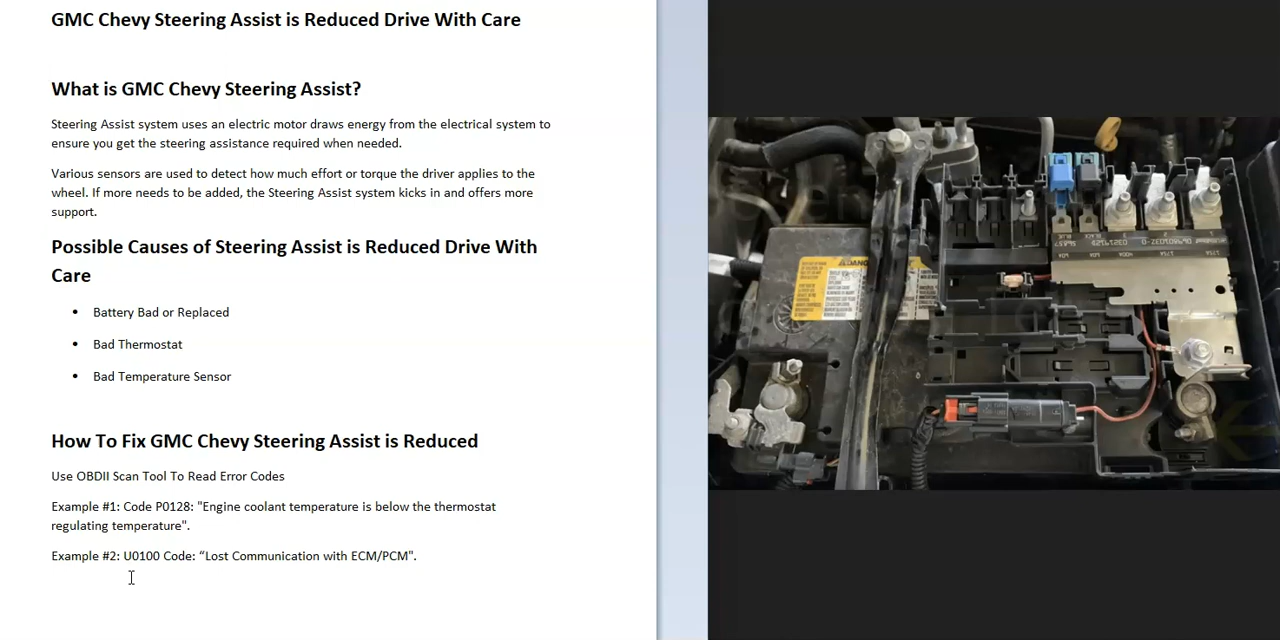 GMC Chevy Steering Assist is Reduced Drive With Care
What is GMC Chevy Steering Assist?
Steering Assist system uses an electric motor draws energy from the electrical system to
ensure you get the steering assistance required when needed.
Various sensors are used to detect how much effort or torque the driver applies to the
wheel. If more needs to be added, the Steering Assist system kicks in and offers more
support.
Possible Causes of Steering Assist is Reduced Drive With
Care
• Battery Bad or Replaced
• Bad Thermostat
• Bad Temperature Sensor
How To Fix GMC Chevy Steering Assist is Reduced
Use OBDII Scan Tool To Read Error Codes
Example #1: Code P0128: "Engine coolant temperature is below the thermostat
regulating temperature".
Example #2: U0100 Code: “Lost Communication with ECM/PCM".